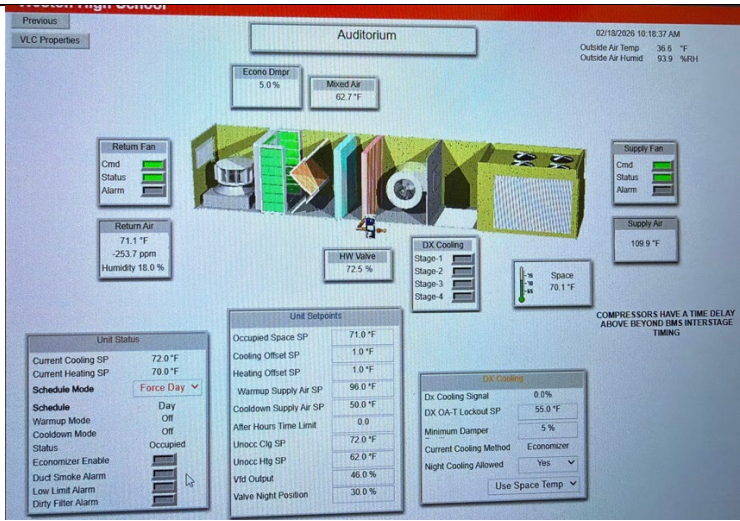 Weston High School
Previous
VLC Properties
Auditorium
02/18/2026 10:18:37 AM
Outside Air Temp 36.6 °F
Outside Air Humid 93.9 %RH
Econo Dmpr
5.0 %
Mixed Air
62.7 °F
Return Fan
Cmd
Status
Alarm
Supply Fan
Cmd
Status
Alarm
Return Air
71.1 °F
-253.7 ppm
Humidity 18.0 %
Supply Air
109.9 °F
HW Valve
72.5 %
DX Cooling
Stage-1
Stage-2
Stage-3
Stage-4
Space
70.1 °F
COMPRESSORS HAVE A TIME DELAY
ABOVE BEYOND BMS INTERSTAGE
TIMING
Unit Status
Current Cooling SP 72.0 °F
Current Heating SP 70.0 °F
Schedule Mode Force Day
Schedule Day
Warmup Mode Off
Cooldown Mode Off
Status Occupied
Economizer Enable
Duct Smoke Alarm
Low Limit Alarm
Dirty Filter Alarm
Unit Setpoints
Occupied Space SP 71.0 °F
Cooling Offset SP 1.0 °F
Heating Offset SP 1.0 °F
Warmup Supply Air SP 96.0 °F
Cooldown Supply Air SP 50.0 °F
After Hours Time Limit 0.0
Unocc Clg SP 72.0 °F
Unocc Htg SP 62.0 °F
Vfd Output 46.0 %
Valve Night Position 30.0 %
DX Cooling
Dx Cooling Signal 0.0%
DX OA-T Lockout SP 55.0 °F
Minimum Damper 5 %
Current Cooling Method Economizer
Night Cooling Allowed Yes
Use Space Temp